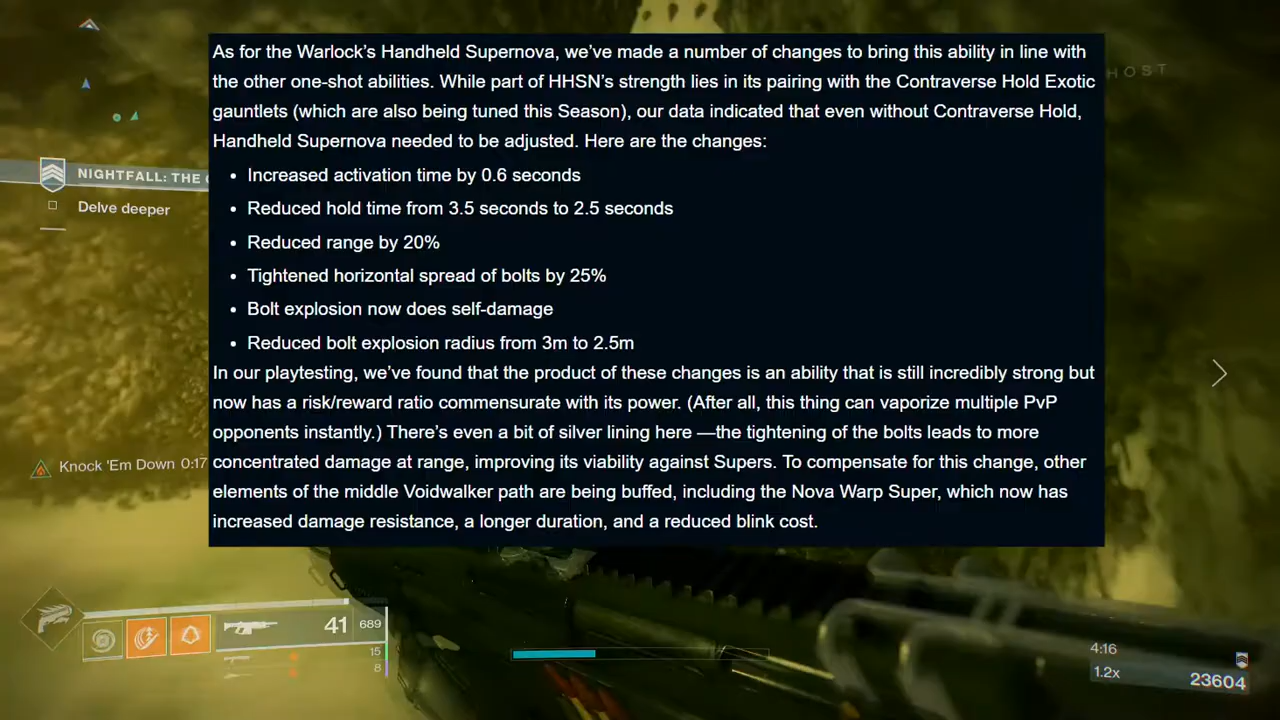 As for the Warlock's Handheld Supernova, we've made a number of changes to bring this ability in line with
the other one-shot abilities. While part of HHSN's strength lies in its pairing with the Contraverse Hold Exotic
gauntlets (which are also being tuned this Season), our data indicated that even without Contraverse Hold,
Handheld Supernova needed to be adjusted. Here are the changes:
• Increased activation time by 0.6 seconds
• Reduced hold time from 3.5 seconds to 2.5 seconds
• Reduced range by 20%
• Tightened horizontal spread of bolts by 25%
• Bolt explosion now does self-damage
• Reduced bolt explosion radius from 3m to 2.5m
In our playtesting, we've found that the product of these changes is an ability that is still incredibly strong but
now has a risk/reward ratio commensurate with its power. (After all, this thing can vaporize multiple PvP
opponents instantly.) There's even a bit of silver lining here —the tightening of the bolts leads to more
concentrated damage at range, improving its viability against Supers. To compensate for this change, other
elements of the middle Voidwalker path are being buffed, including the Nova Warp Super, which now has
increased damage resistance, a longer duration, and a reduced blink cost.
HOST
NIGHTFALL: THE
Delve deeper
Knock 'Em Down 0:17
41 689
15
8
4:16
1.2x
23604